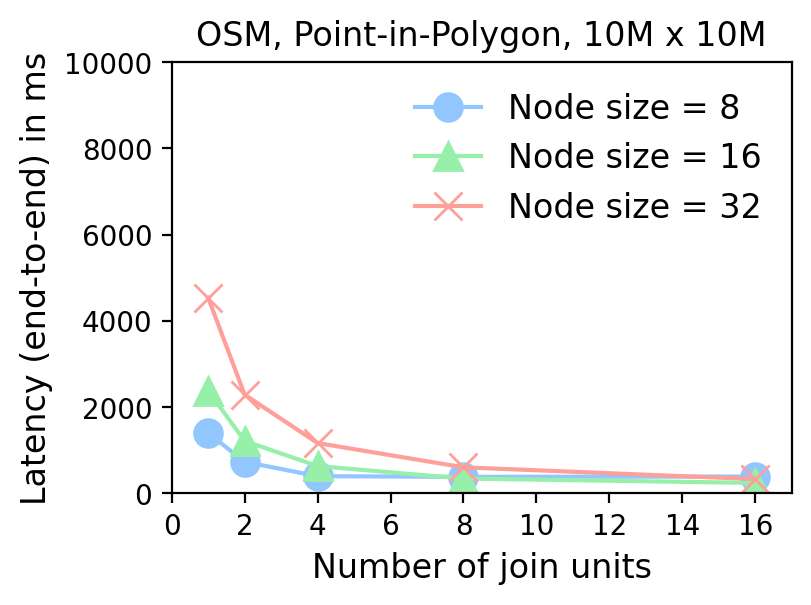 OSM, Point-in-Polygon, 10M x 10M
Latency (end-to-end) in ms
10000
8000
6000
4000
2000
0
Node size = 8
Node size = 16
Node size = 32
0 2 4 6 8 10 12 14 16
Number of join units